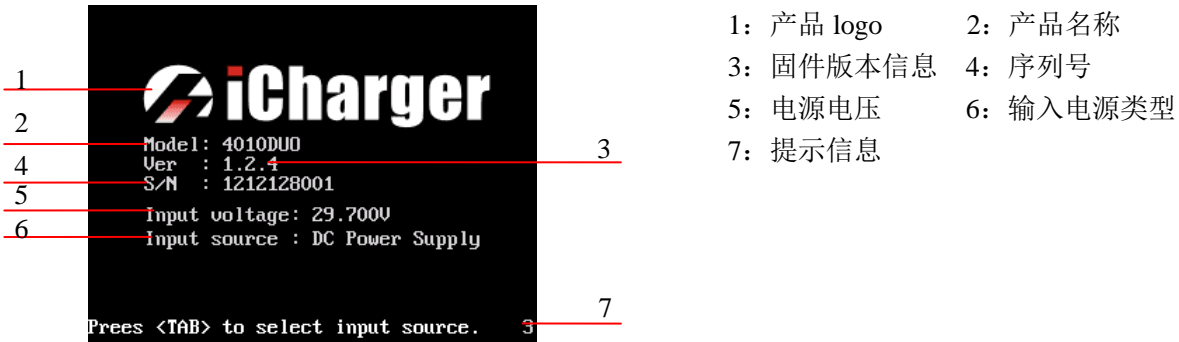 iCharger
Model: 4010DUO
Ver : 1.2.4
S/N : 1212128001
Input voltage: 29.700V
Input source : DC Power Supply
Prees <TAB> to select input source. 3
1
2
4
5
6
3
7
1：产品 logo 2：产品名称
3：固件版本信息 4：序列号
5：电源电压 6：输入电源类型
7：提示信息